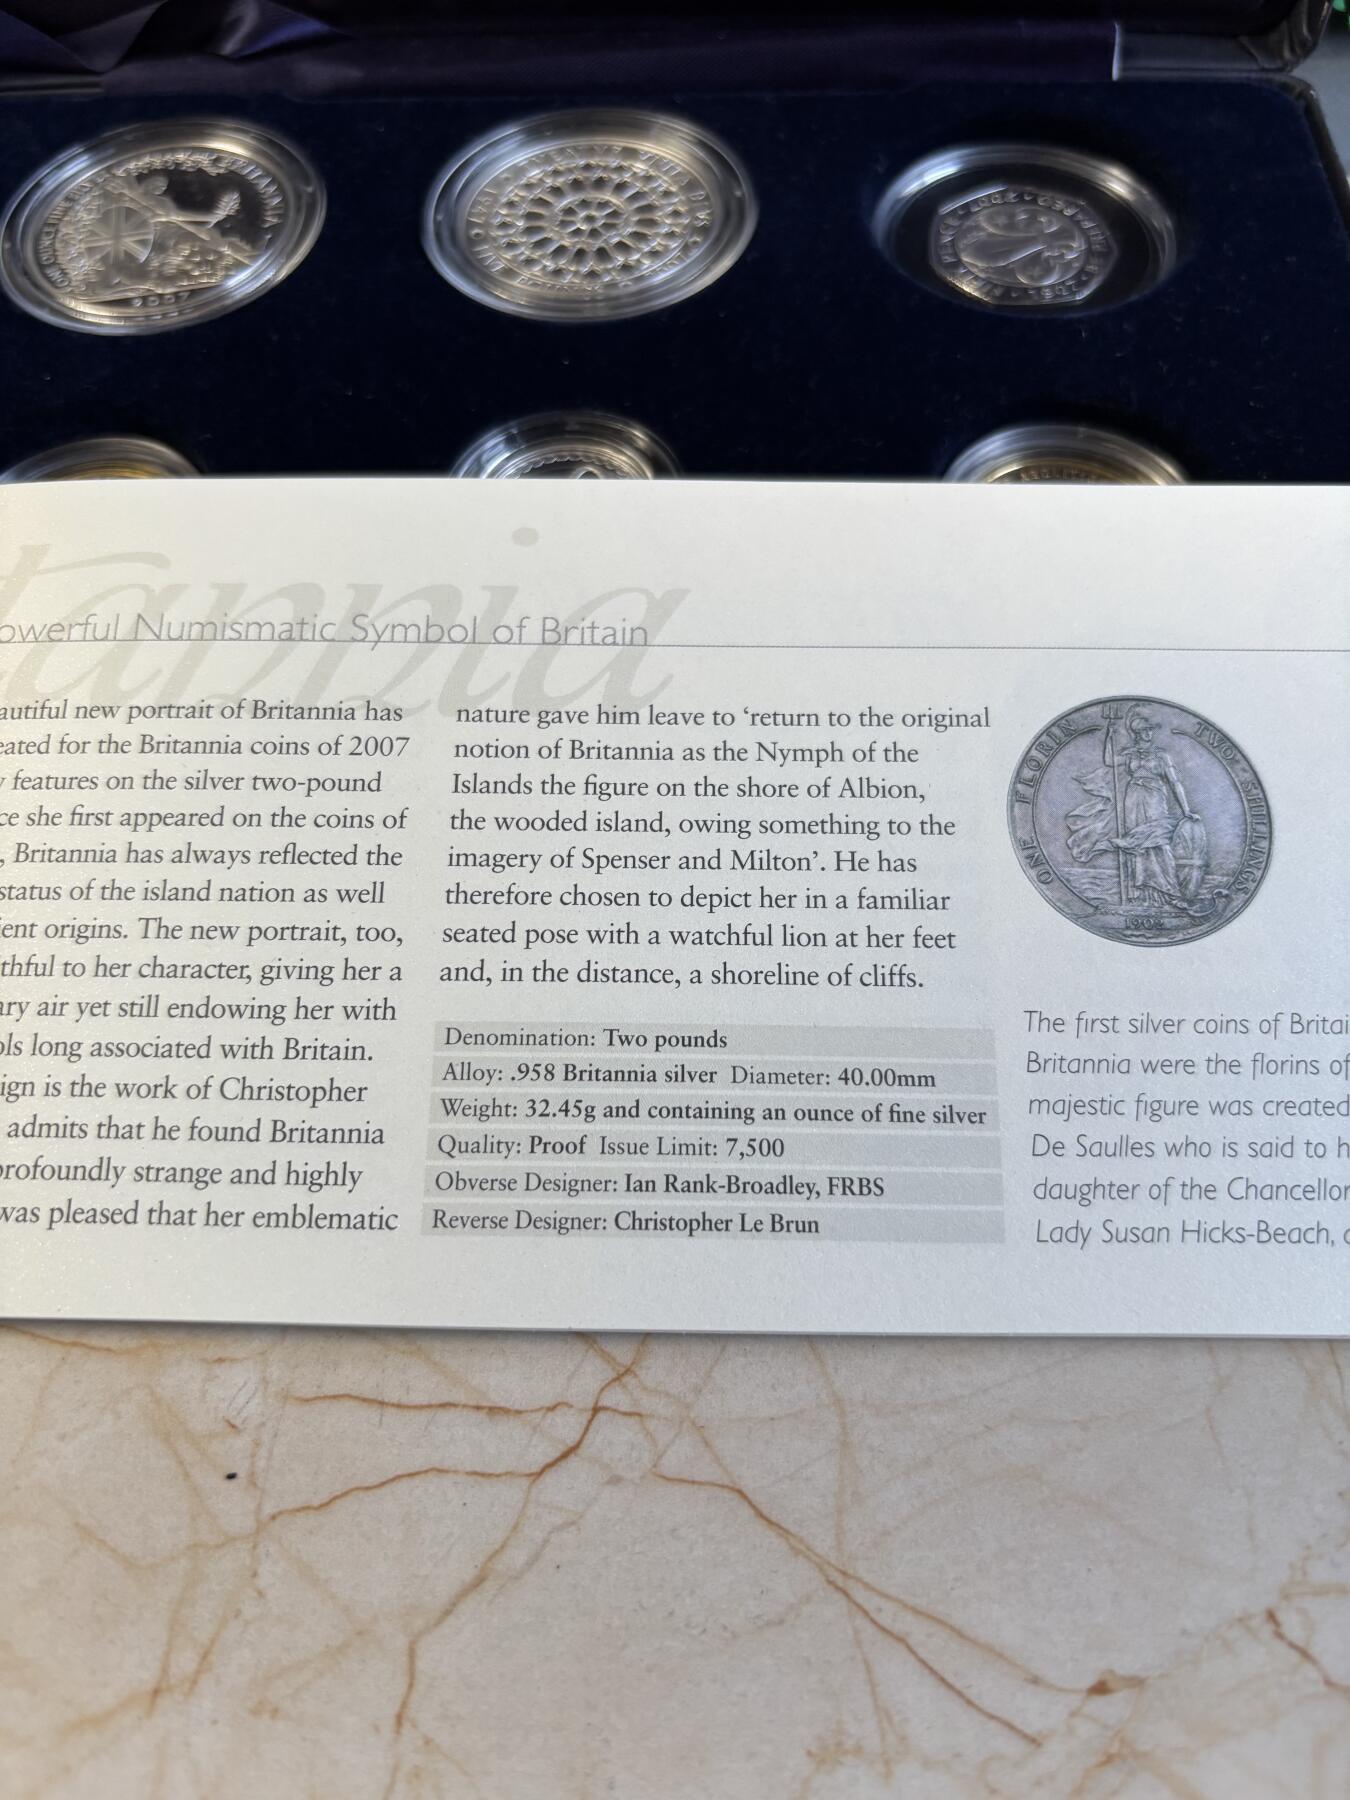 BRITANNIA
2007
tannia
owerful Numismatic Symbol of Britain
autiful new portrait of Britannia has
eated for the Britannia coins of 2007
features on the silver two-pound
ce she first appeared on the coins of
, Britannia has always reflected the
status of the island nation as well
ient origins. The new portrait, too,
thful to her character, giving her a
ary air yet still endowing her with
ols long associated with Britain.
ign is the work of Christopher
admits that he found Britannia
profoundly strange and highly
was pleased that her emblematic
nature gave him leave to ‘return to the original
notion of Britannia as the Nymph of the
Islands the figure on the shore of Albion,
the wooded island, owing something to the
imagery of Spenser and Milton’. He has
therefore chosen to depict her in a familiar
seated pose with a watchful lion at her feet
and, in the distance, a shoreline of cliffs.
Denomination: Two pounds
Alloy: .958 Britannia silver Diameter: 40.00mm
Weight: 32.45g and containing an ounce of fine silver
Quality: Proof Issue Limit: 7,500
Obverse Designer: Ian Rank-Broadley, FRBS
Reverse Designer: Christopher Le Brun
ONE FLORIN TWO SHILLINGS
The first silver coins of Britai
Britannia were the florins of
majestic figure was created
De Saulles who is said to h
daughter of the Chancellor
Lady Susan Hicks-Beach,